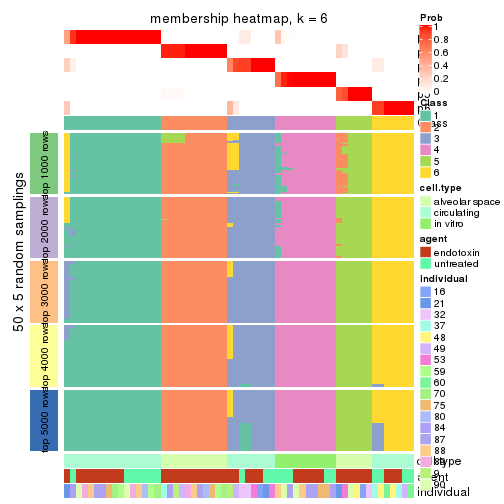 membership heatmap, k = 6
50 x 5 random samplings
top 1000 rows
top 2000 rows
top 3000 rows
top 4000 rows
top 5000 rows
Prob
1
0.8
0.6
0.4
0.2
0
Class
1
2
3
4
5
6
cell.type
alveolar space
circulating
in vitro
agent
endotoxin
untreated
individual
16
21
32
37
48
49
53
59
60
70
75
80
84
87
88
90
individual